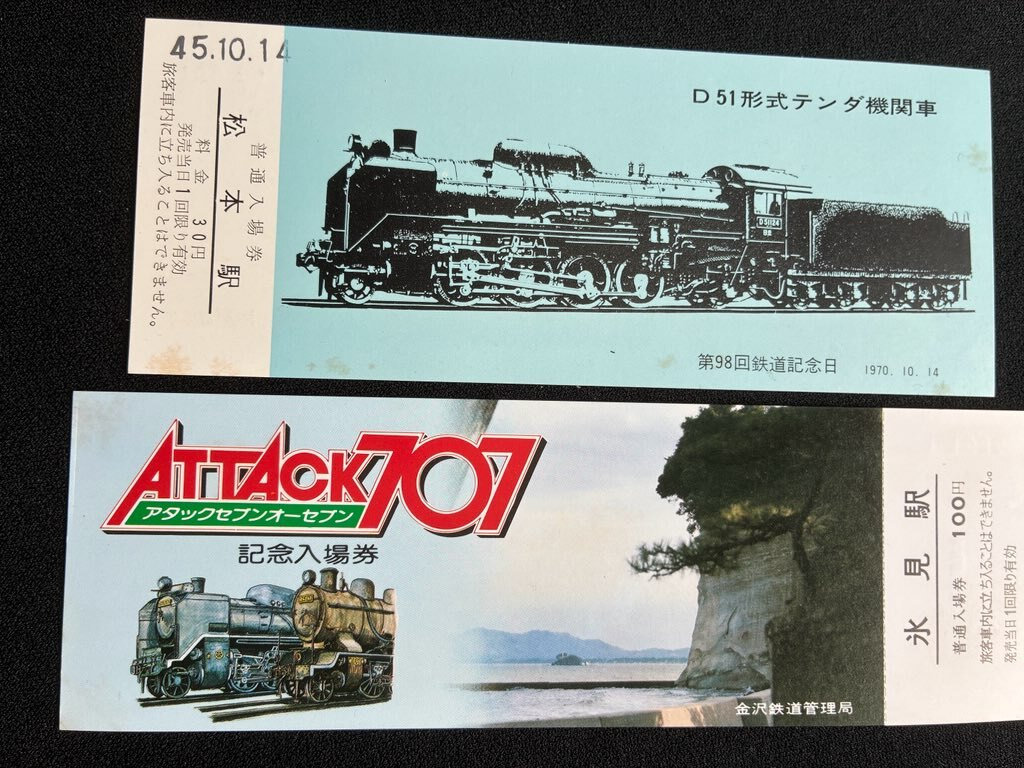 45.10.14
普通入場券
松本駅
料金 30円
発売当日1回限り有効
旅客車内に立ち入ることはできません。
D51形式テンダ機関車
D51124
第98回鉄道記念日 1970.10.14
ATTACK707
アタックセブンオーセブン
記念入場券
金沢鉄道管理局
氷見駅
普通入場券 100円
旅客車内に立ち入ることはできません。
発売当日1回限り有効